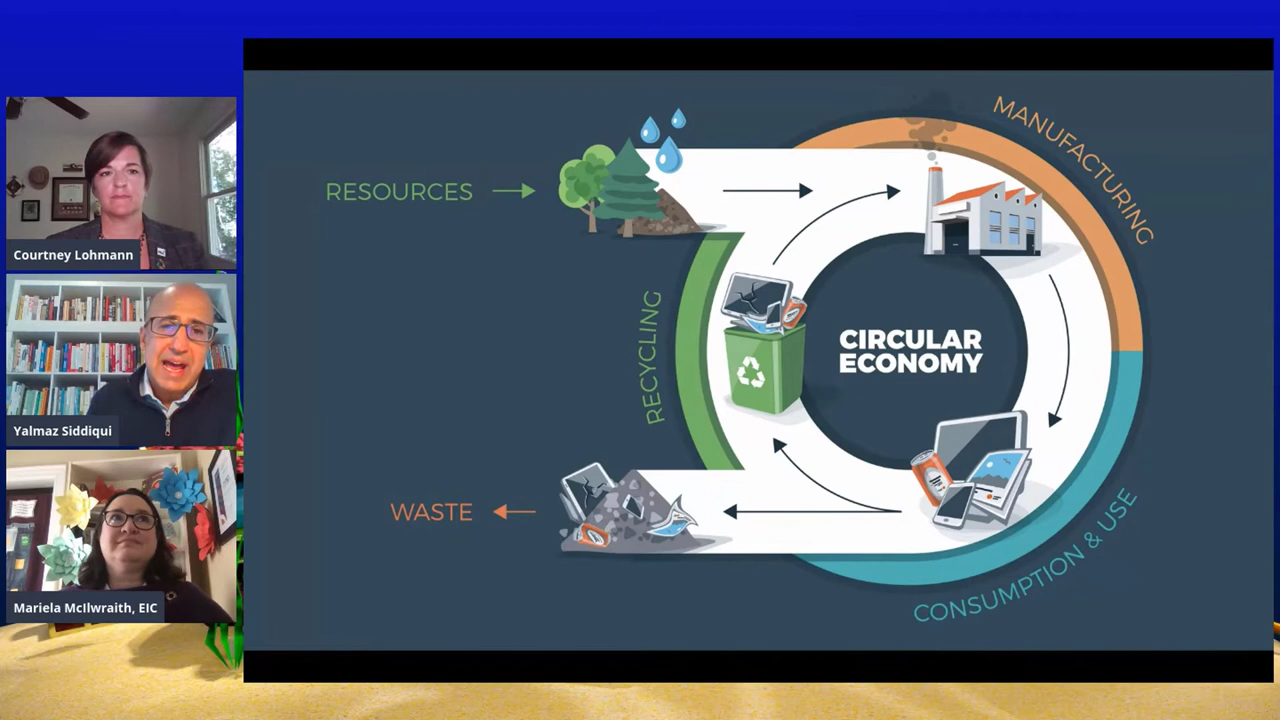 Courtney Lohmann
Yalmaz Siddiqui
Mariela McIlwraith, EIC
RESOURCES
MANUFACTURING
RECYCLING
CIRCULAR
ECONOMY
WASTE
CONSUMPTION & USE